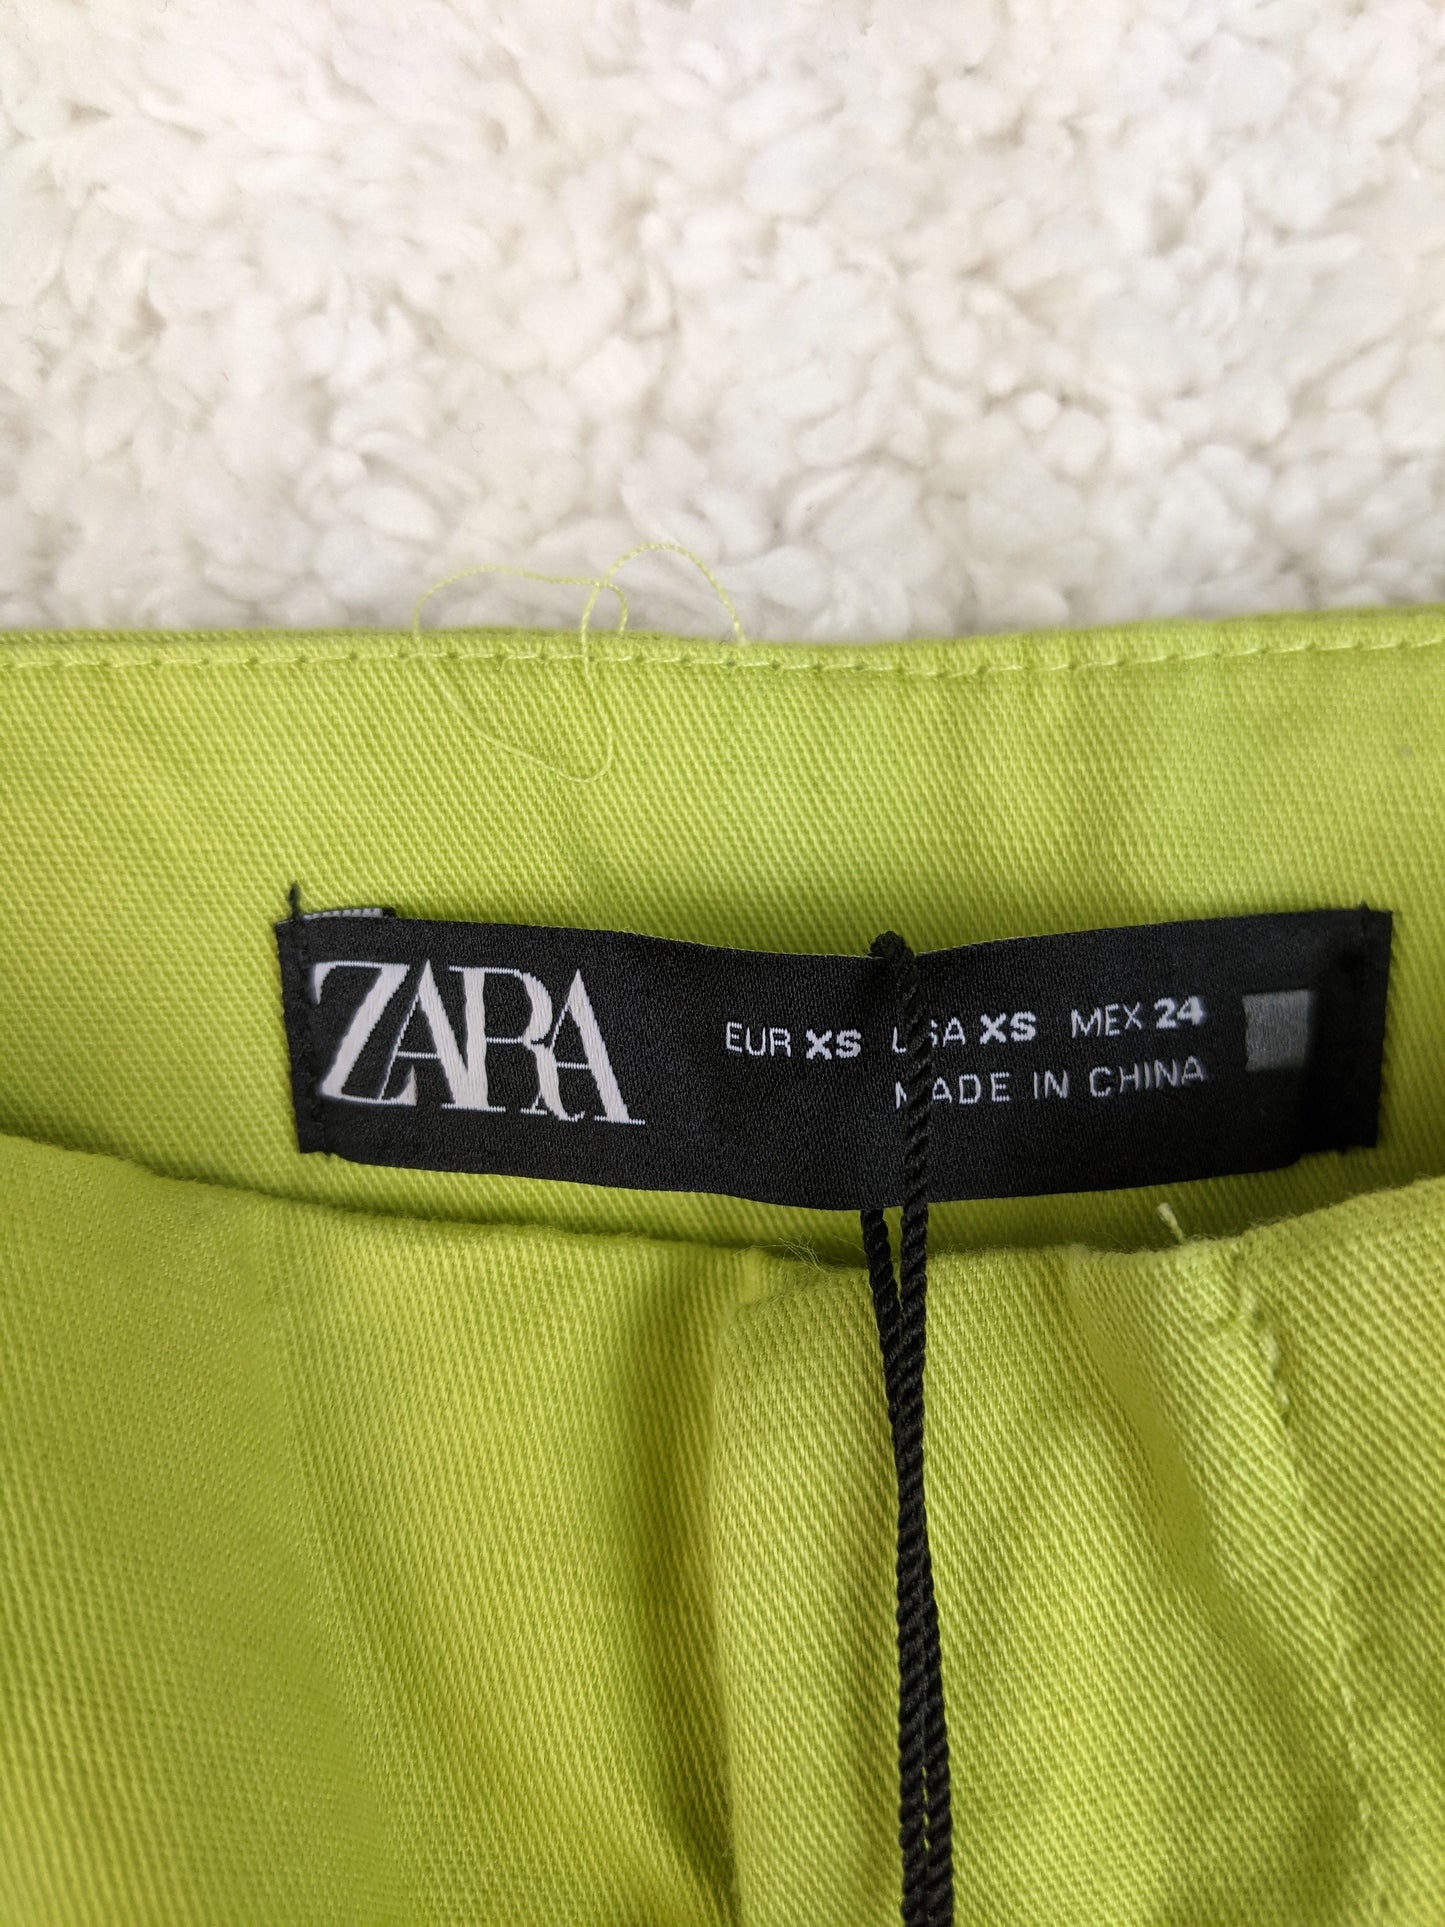 ZARA
EUR XS USA XS MEX 24
MADE IN CHINA